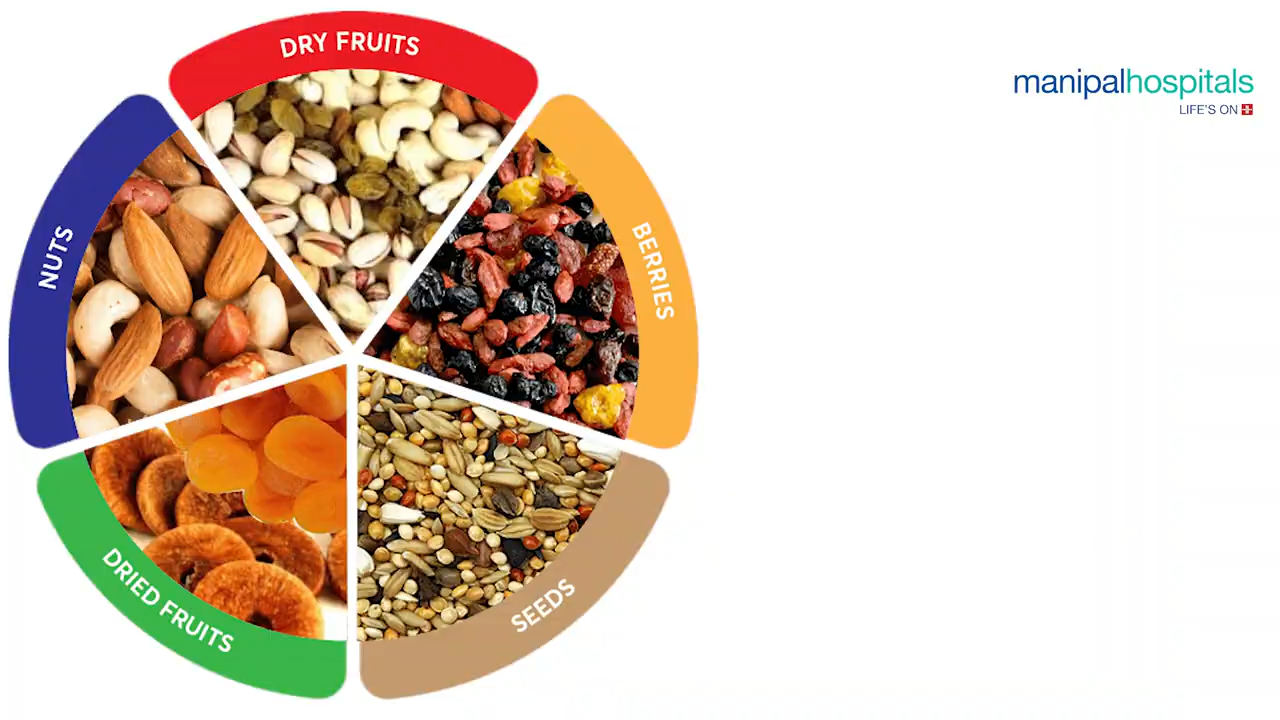 DRY FRUITS
manipalhospitals
LIFE'S ON
BERRIES
NUTS
DRIED FRUITS
SEEDS